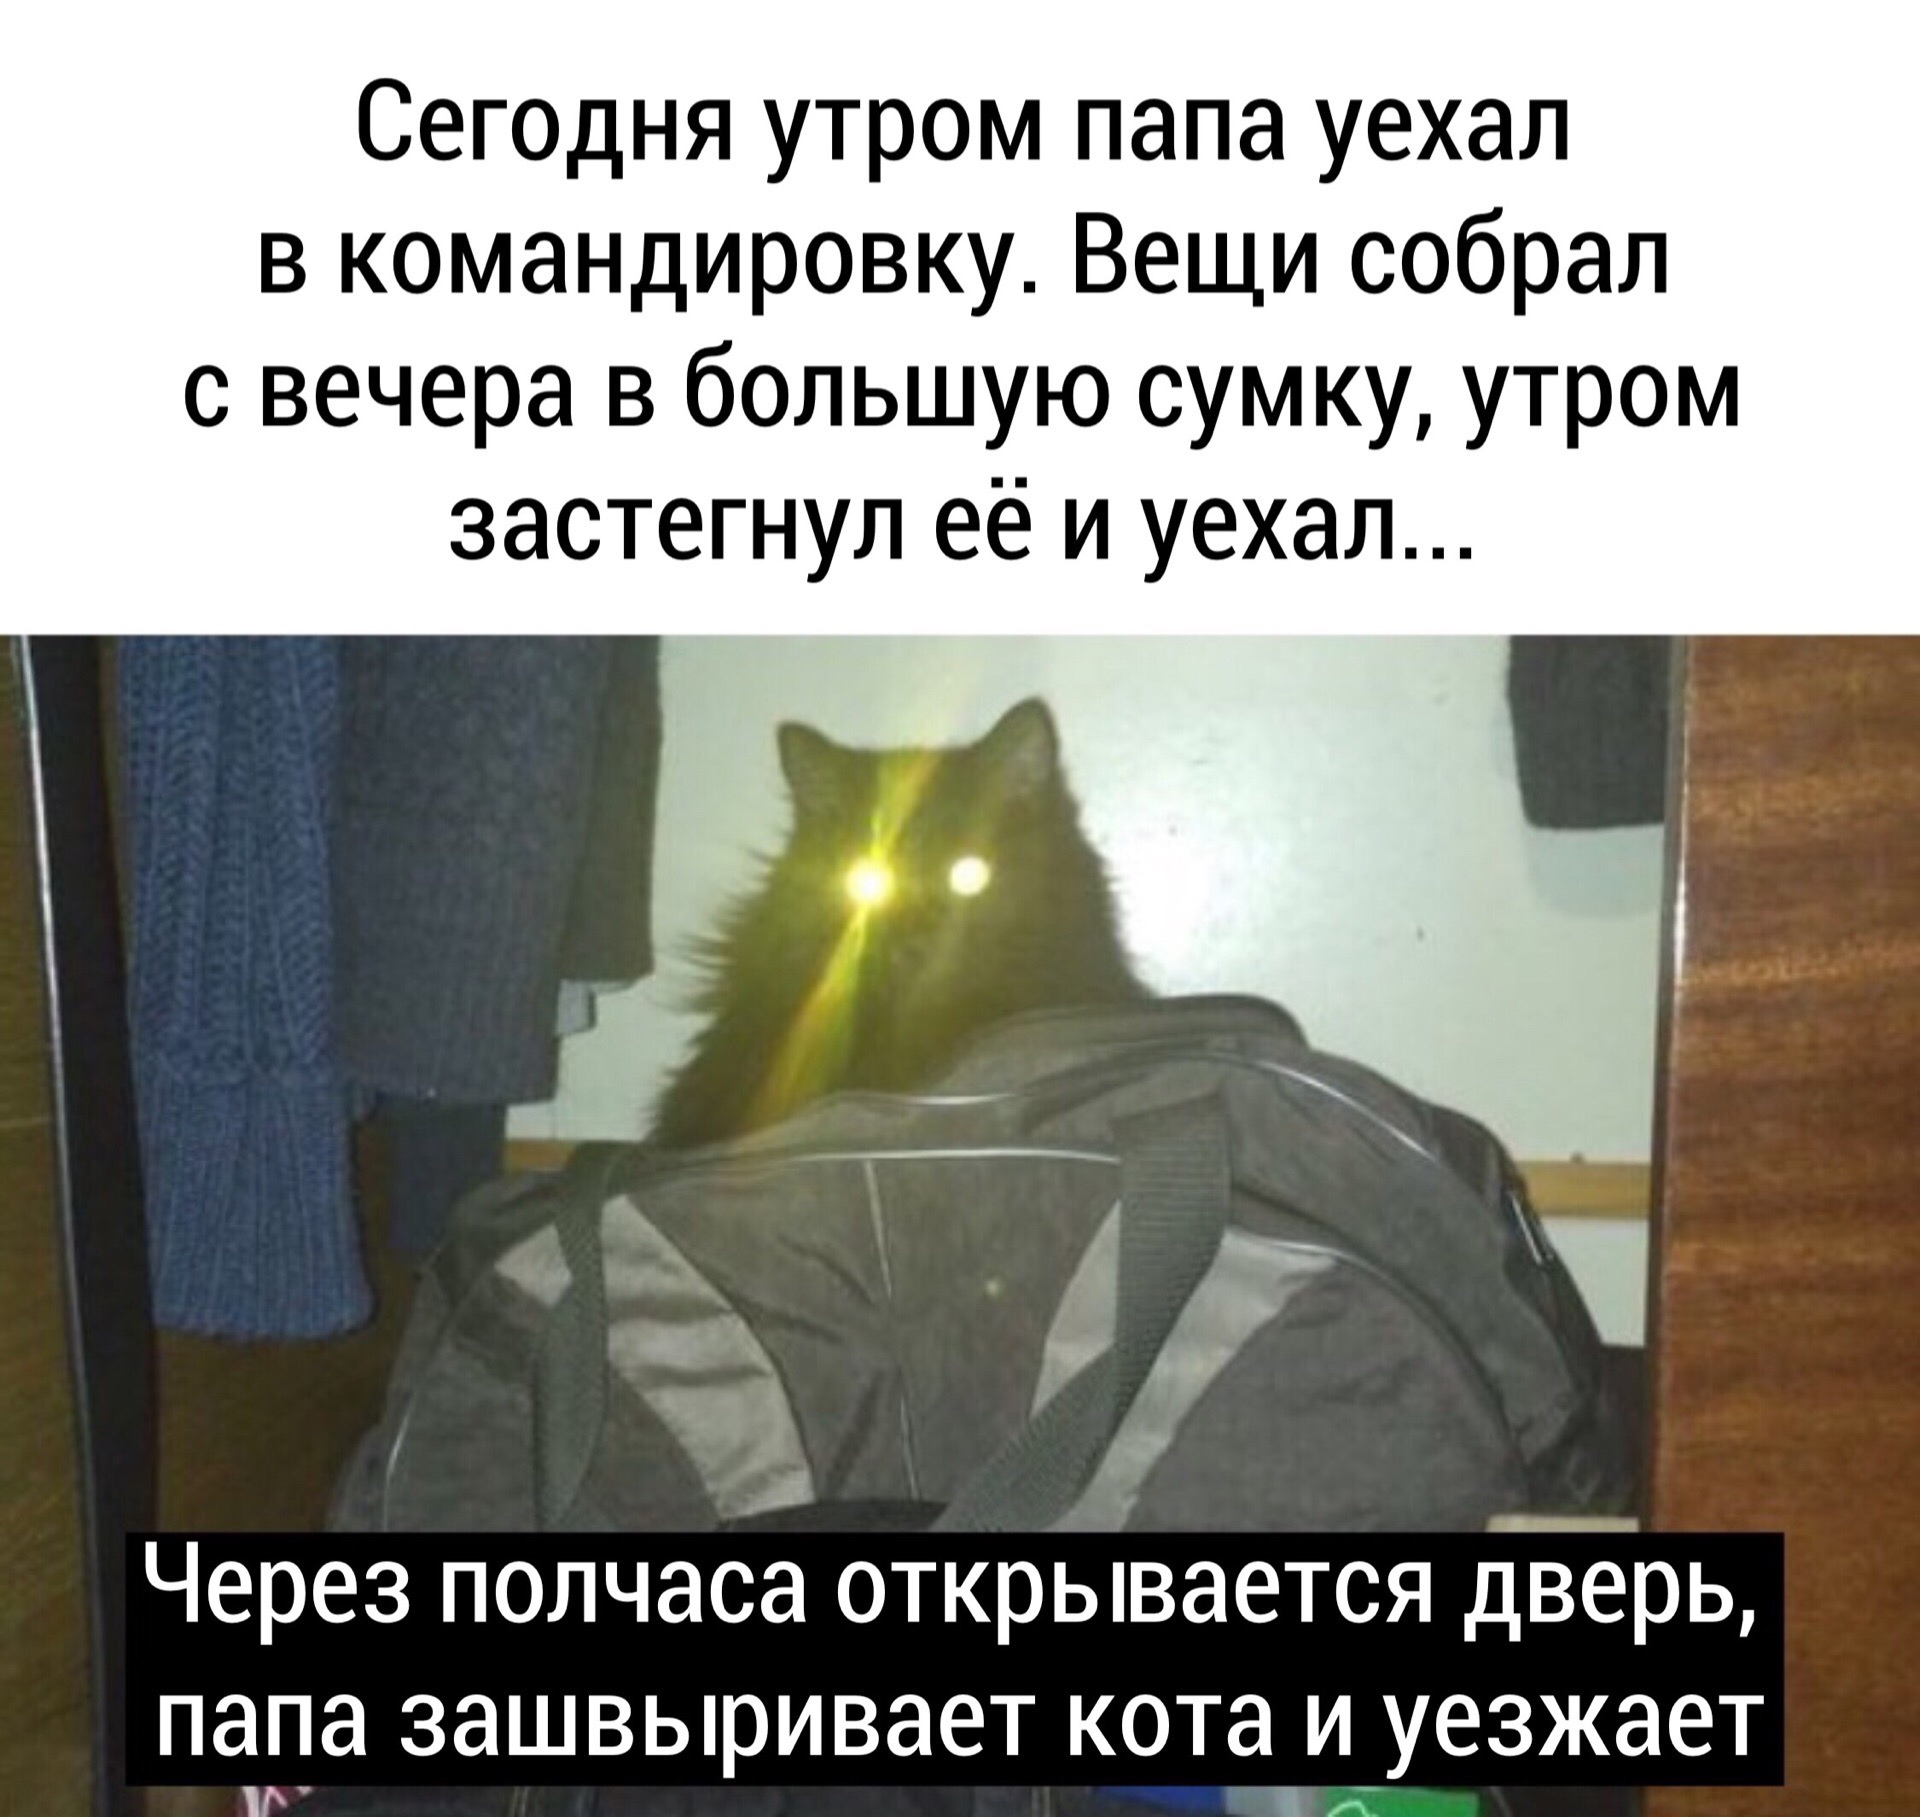 Сегодня утром папа уехал
в командировку. Вещи собрал
с вечера в большую сумку, утром
застегнул её и уехал...
Через полчаса открывается дверь,
папа зашвыривает кота и уезжает